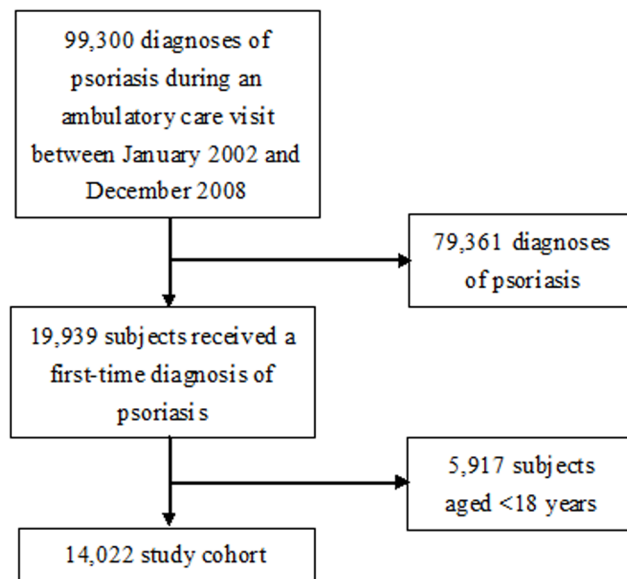 99,300 diagnoses of
psoriasis during an
ambulatory care visit
between January 2002 and
December 2008
79,361 diagnoses
of psoriasis
19,939 subjects received a
first-time diagnosis of
psoriasis
5,917 subjects
aged <18 years
14,022 study cohort